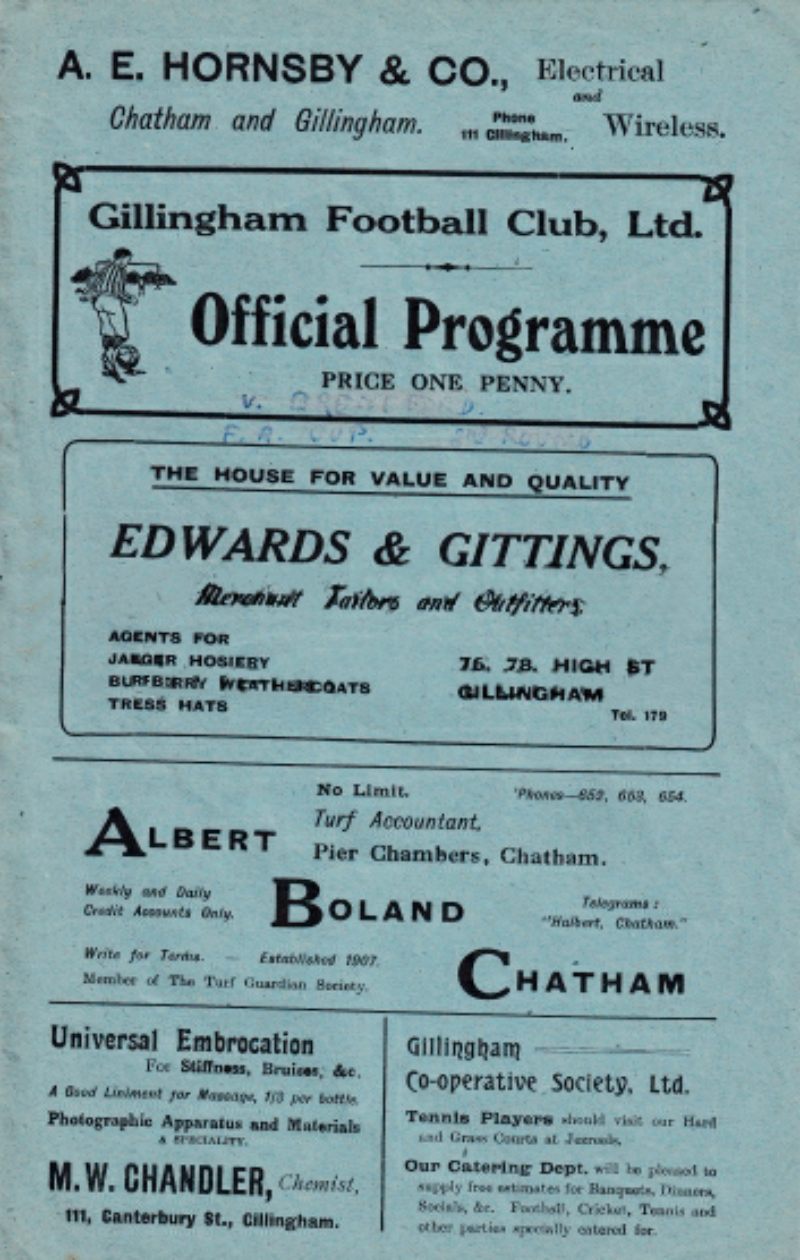 A. E. HORNSBY & CO., Electrical
and
Chatham and Gillingham. Phone 111 Gillingham. Wireless.
Gillingham Football Club, Ltd.
Official Programme
PRICE ONE PENNY.
v. BRENTFORD.
F. A. CUP. 2ND ROUND
THE HOUSE FOR VALUE AND QUALITY
EDWARDS & GITTINGS,
Merchant Tailors and Outfitters,
AGENTS FOR
JAEGER HOSIERY
BURBERRY WEATHERCOATS
TRESS HATS
76, 78, HIGH ST
GILLINGHAM
Tel. 179
No Limit. 'Phones—652, 653, 654.
ALBERT Turf Accountant,
Pier Chambers, Chatham.
Weekly and Daily
Credit Accounts Only.
BOLAND
Telegrams :
"Halbert, Chatham."
Write for Terms. — Established 1907.
Member of The Turf Guardian Society.
CHATHAM
Universal Embrocation
For Stiffness, Bruises, &c.
A Good Liniment for Massage, 1/3 per bottle.
Photographic Apparatus and Materials
A SPECIALITY.
M.W. CHANDLER, Chemist,
111, Canterbury St., Gillingham.
Gillingham
Co-operative Society, Ltd.
Tennis Players should visit our Hard
and Grass Courts at Jezreels.
Our Catering Dept. will be pleased to
supply free estimates for Banquets, Dinners,
Socials, &c. Football, Cricket, Tennis and
other parties specially catered for.